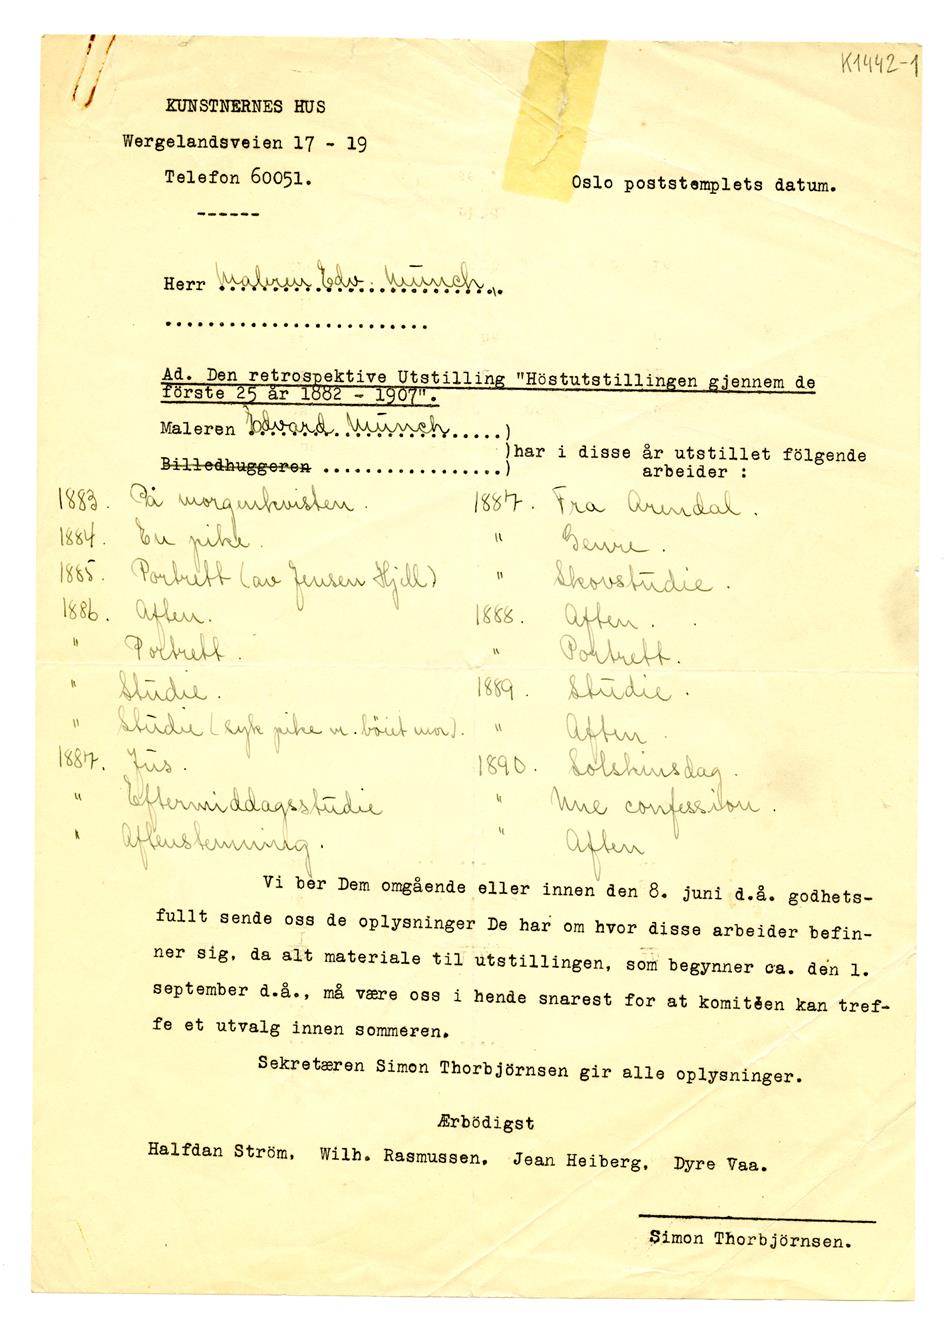 K1442-1
KUNSTNERNES HUS
Wergelandsveien 17 - 19
Telefon 60051.
Oslo poststemplets datum.
------
Herr Maleren Edv. Munch.
..........................
Ad. Den retrospektive Utstilling "Höstutstillingen gjennem de
förste 25 år 1882 - 1907".
Maleren Edvard Munch.....)
)har i disse år utstillet fölgende
Billedhuggeren .................)
arbeider :
1883. På morgenkvisten.
1884. En pike.
1885. Portrett (av Jensen Hjell)
1886. Aften.
" Portrett.
" Studie.
" Studie (syk pike m. böiet mor).
1887. Jus.
" Eftermiddagsstudie
" Aftenstemning.
1887. Fra Arendal.
" Genre.
" Skovstudie.
1888. Aften.
" Portrett.
1889. Studie.
" Aften.
1890. Solskinsdag.
" Une confession.
" Aften
Vi ber Dem omgående eller innen den 8. juni d.å. godhets-
fullt sende oss de oplysninger De har om hvor disse arbeider befin-
ner sig, da alt materiale til utstillingen, som begynner ca. den 1.
september d.å., må være oss i hende snarest for at komitéen kan tref-
fe et utvalg innen sommeren.
Sekretæren Simon Thorbjörnsen gir alle oplysninger.
Ærbödigst
Halfdan Ström, Wilh. Rasmussen, Jean Heiberg, Dyre Vaa.
Simon Thorbjörnsen.